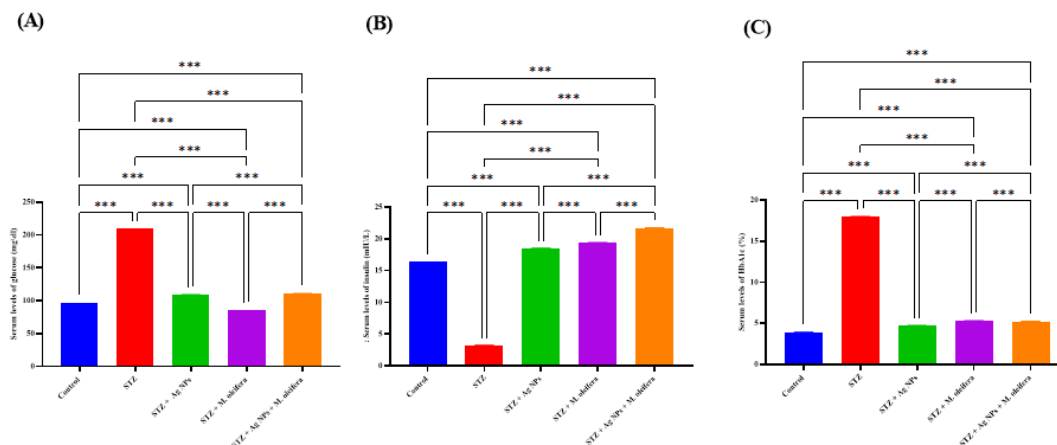 (A)
***
***
***
***
*** ***
*** *** *** ***
Serum levels of glucose (mg/dl)
250
200
150
100
50
0
Control
STZ
STZ + Ag NPs
STZ + M. oleifera
STZ + Ag NPs + M. oleifera
(B)
***
***
***
***
*** ***
*** *** *** ***
: Serum levels of insulin (mIU/L)
25
20
15
10
5
0
Control
STZ
STZ + Ag NPs
STZ + M. oleifera
STZ + Ag NPs + M. oleifera
(C)
***
***
***
***
*** ***
*** *** *** ***
Serum levels of HbA1c (%)
20
15
10
5
0
Control
STZ
STZ + Ag NPs
STZ + M. oleifera
STZ + Ag NPs + M. oleifera